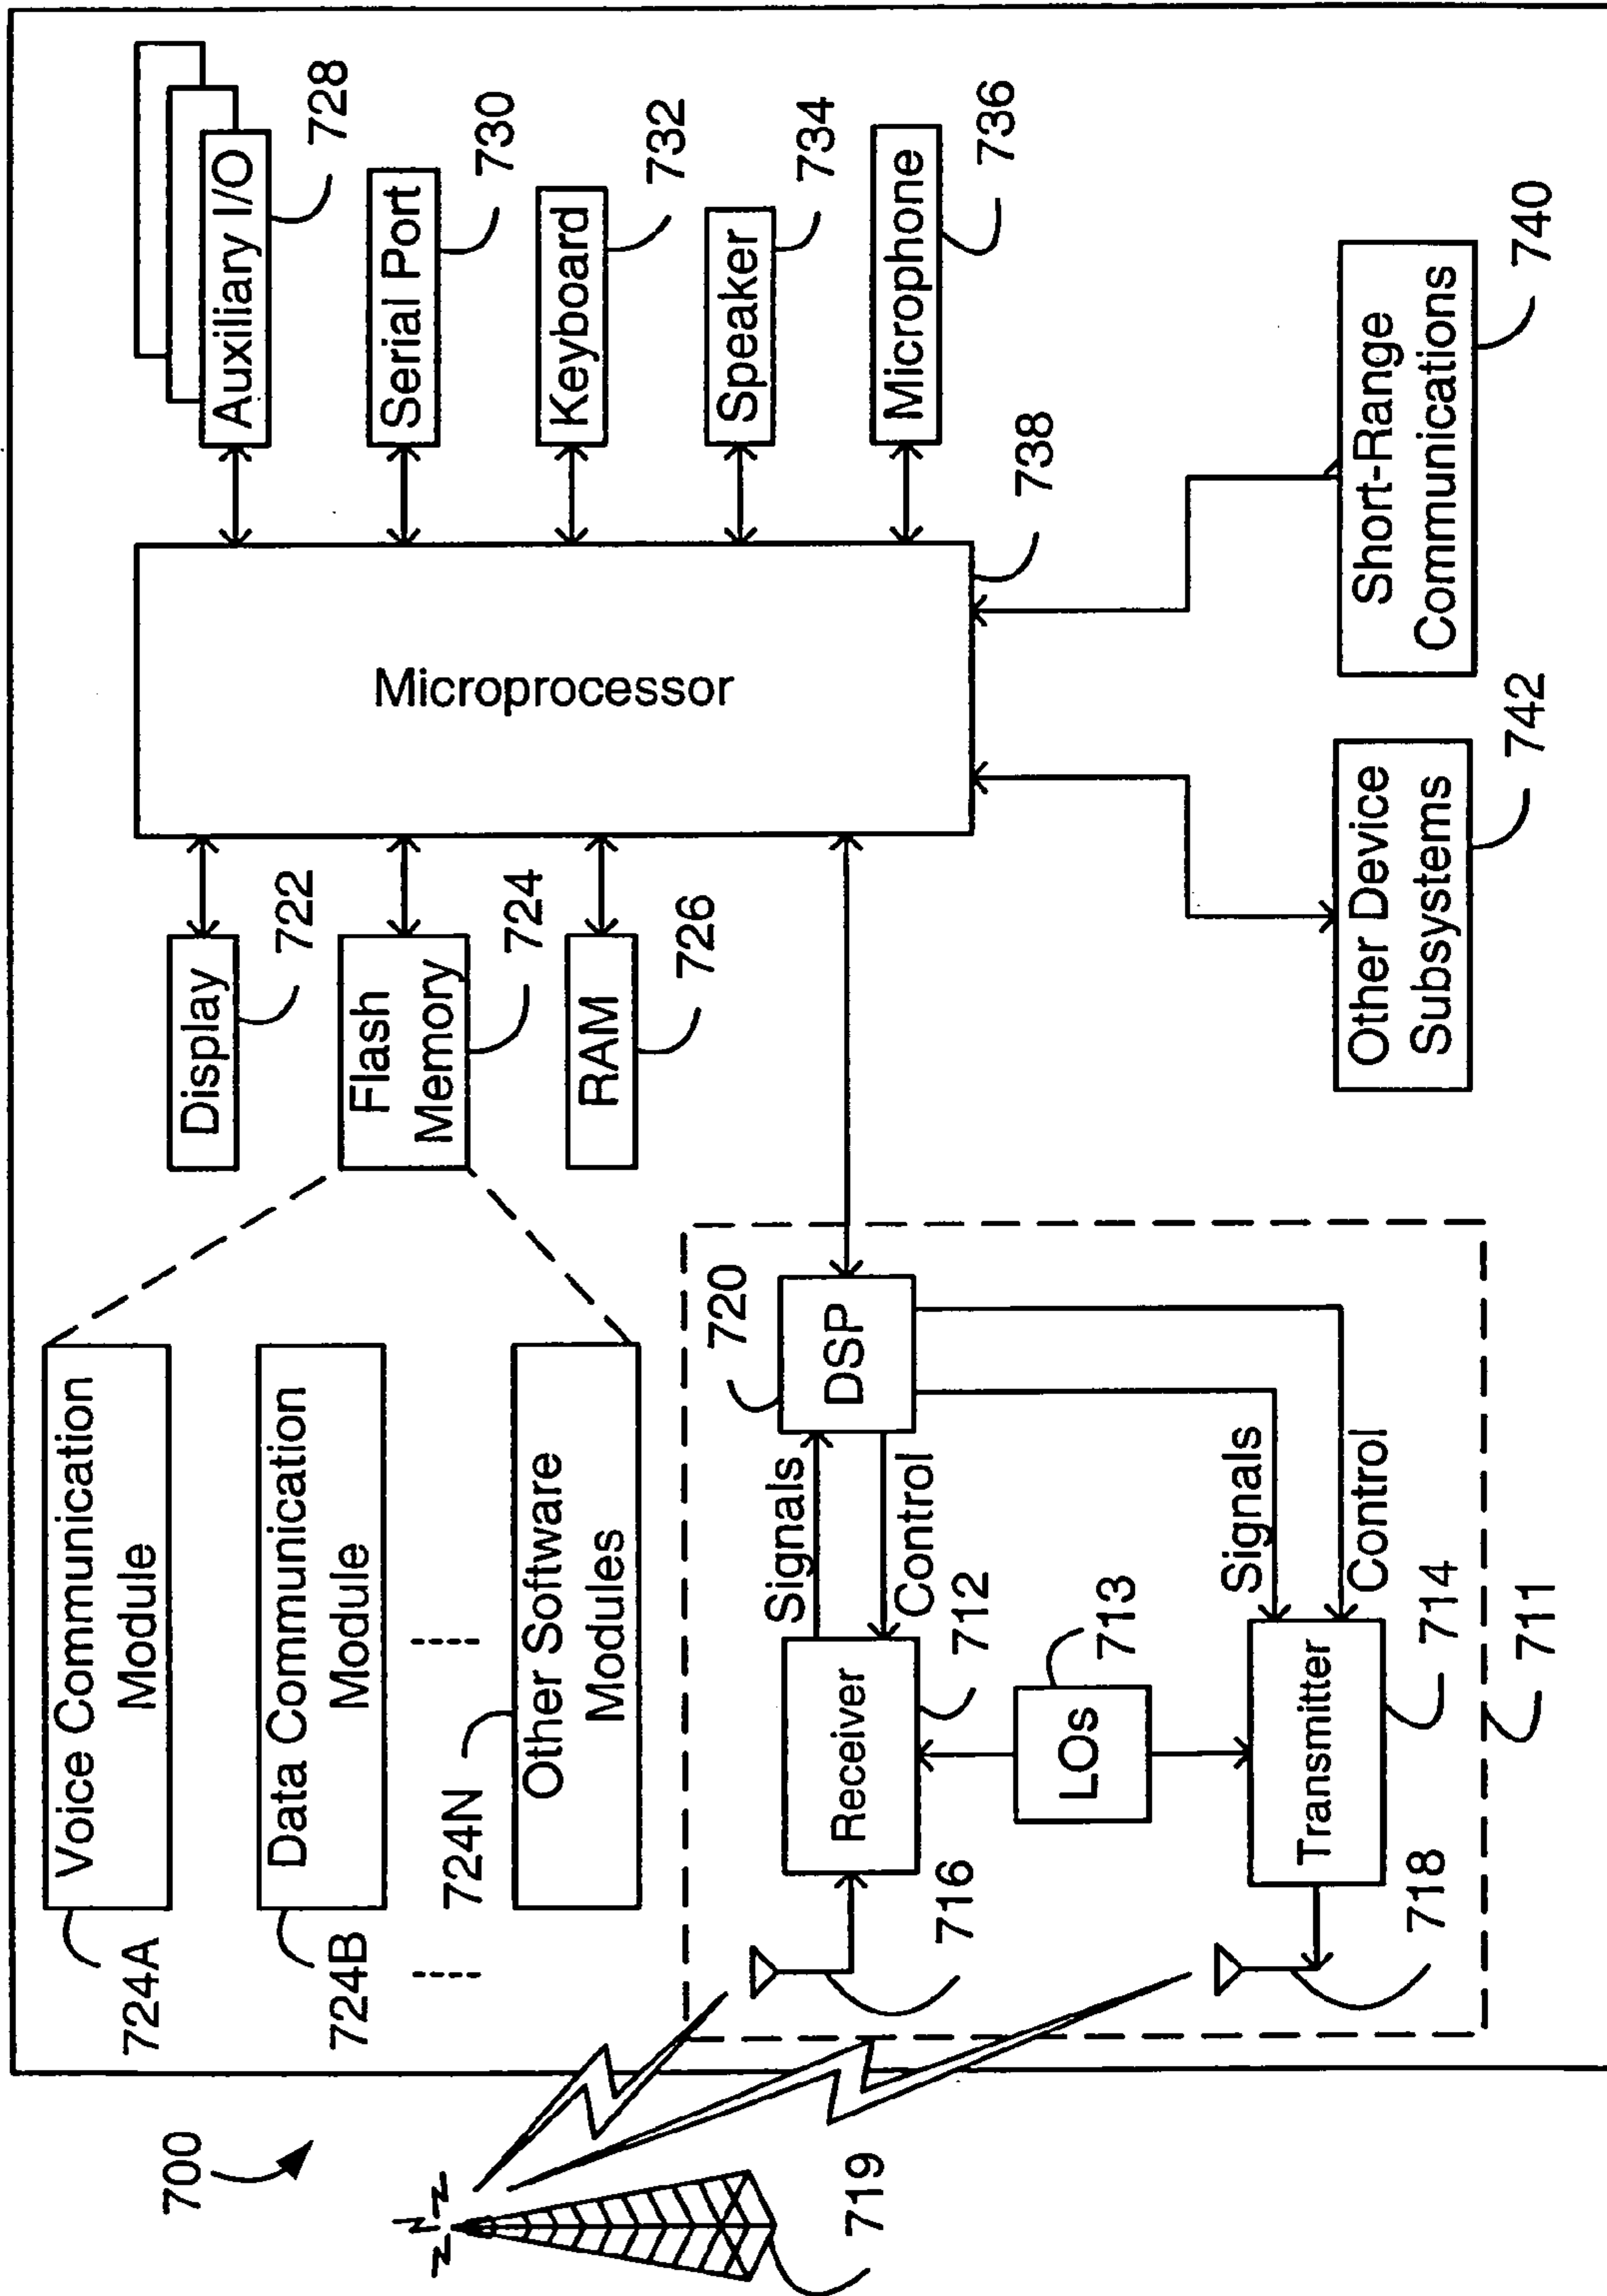 700
719
724A
Voice Communication
Module
724B
Data Communication
Module
724N
Other Software
Modules
Display
722
Flash
Memory
724
RAM
726
Microprocessor
738
Auxiliary I/O
728
Serial Port
730
Keyboard
732
Speaker
734
Microphone
736
Short-Range
Communications
740
Other Device
Subsystems
742
720
DSP
Signals
Control
Receiver
712
716
LOs
713
Signals
Control
Transmitter
714
718
711